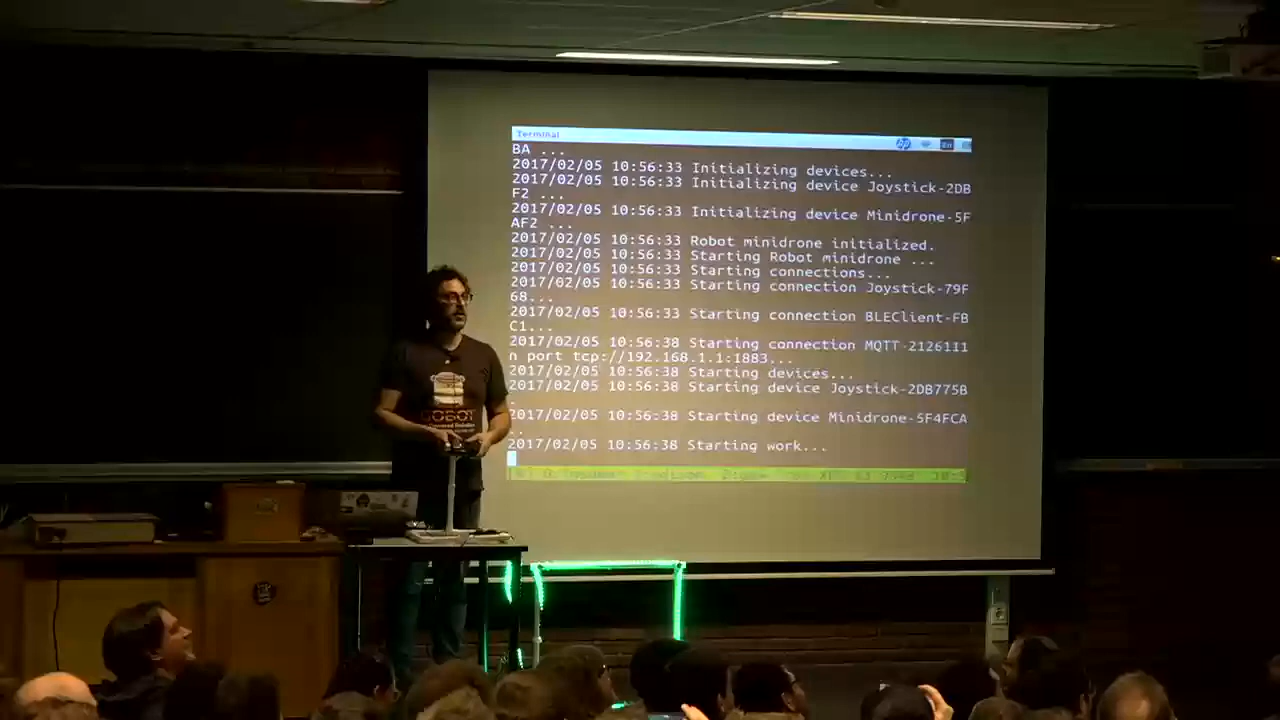 Terminal
BA ...
2017/02/05 10:56:33 Initializing devices...
2017/02/05 10:56:33 Initializing device Joystick-2DB
F2 ...
2017/02/05 10:56:33 Initializing device Minidrone-5F
AF2 ...
2017/02/05 10:56:33 Robot minidrone initialized.
2017/02/05 10:56:33 Starting Robot minidrone ...
2017/02/05 10:56:33 Starting connections...
2017/02/05 10:56:33 Starting connection Joystick-79F
68...
2017/02/05 10:56:33 Starting connection BLEClient-FB
C1...
2017/02/05 10:56:38 Starting connection MQTT-2126111
n port tcp://192.168.1.1:1883...
2017/02/05 10:56:38 Starting devices...
2017/02/05 10:56:38 Starting device Joystick-2DB775B
.
2017/02/05 10:56:38 Starting device Minidrone-5F4FCA
..
2017/02/05 10:56:38 Starting work...
hp
En
GOBOT